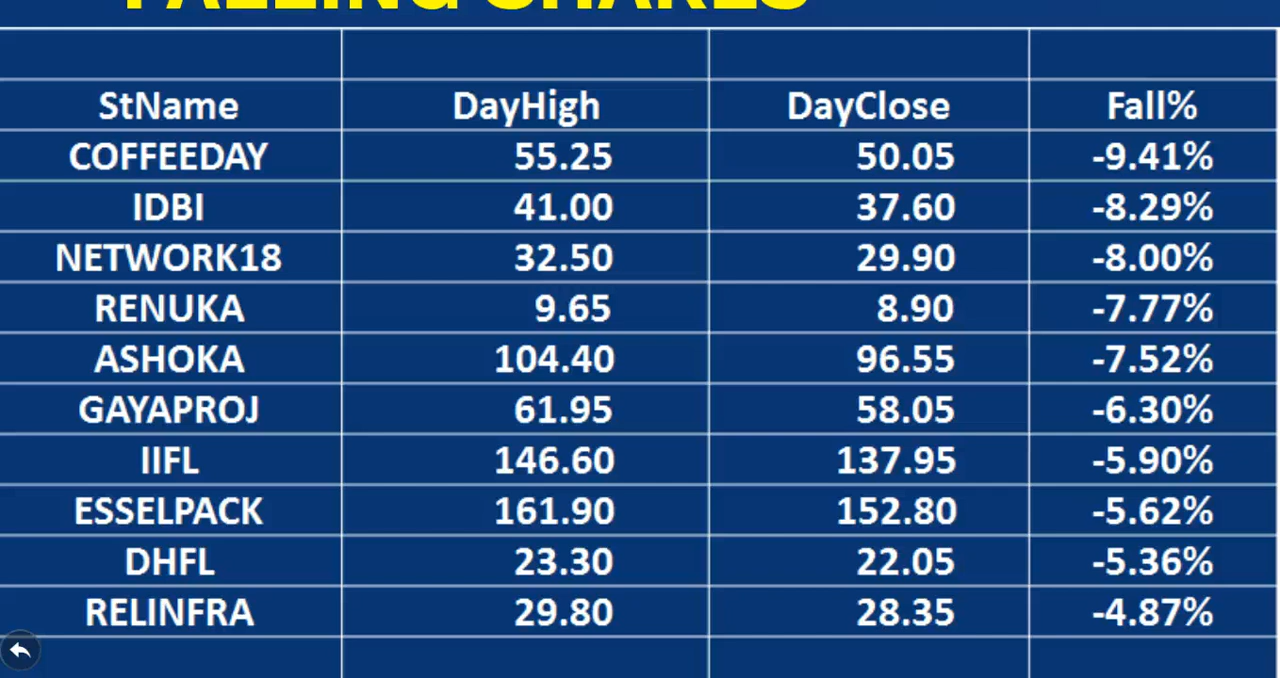 FALLING SHARES
StName DayHigh DayClose Fall%
COFFEEDAY 55.25 50.05 -9.41%
IDBI 41.00 37.60 -8.29%
NETWORK18 32.50 29.90 -8.00%
RENUKA 9.65 8.90 -7.77%
ASHOKA 104.40 96.55 -7.52%
GAYAPROJ 61.95 58.05 -6.30%
IIFL 146.60 137.95 -5.90%
ESSELPACK 161.90 152.80 -5.62%
DHFL 23.30 22.05 -5.36%
RELINFRA 29.80 28.35 -4.87%